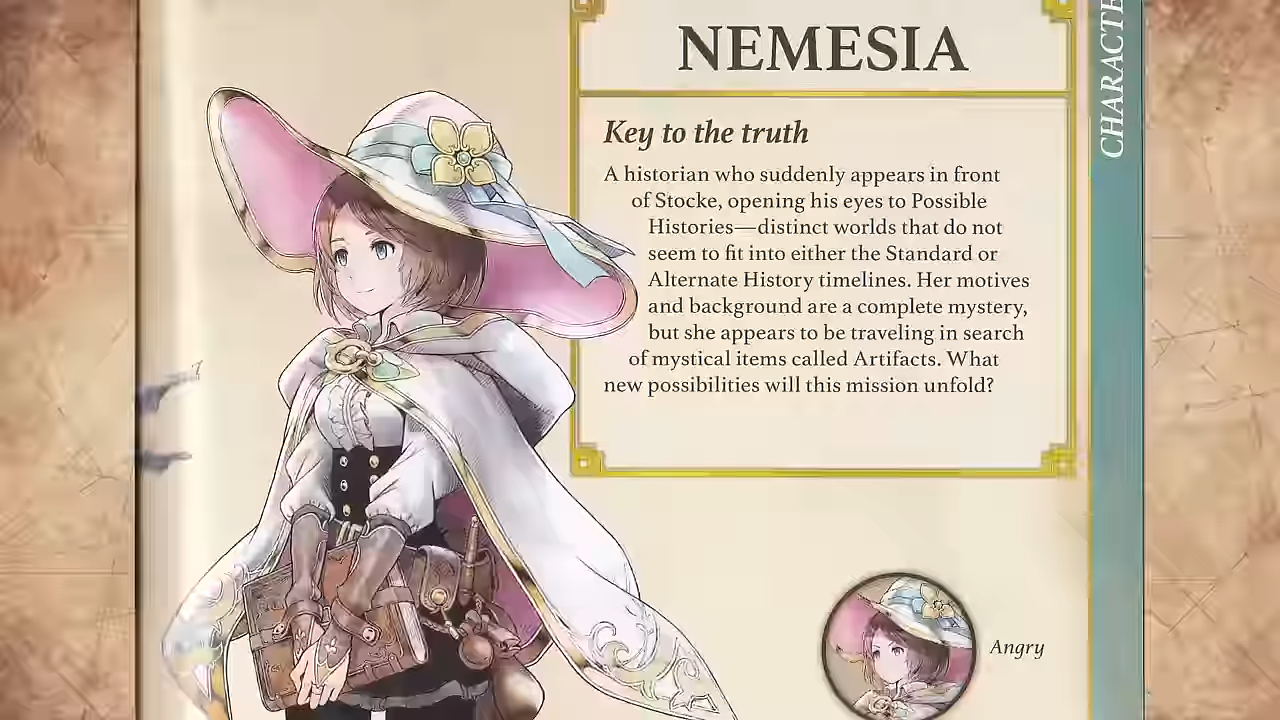 NEMESIA
Key to the truth
A historian who suddenly appears in front
of Stocke, opening his eyes to Possible
Histories—distinct worlds that do not
seem to fit into either the Standard or
Alternate History timelines. Her motives
and background are a complete mystery,
but she appears to be traveling in search
of mystical items called Artifacts. What
new possibilities will this mission unfold?
Angry